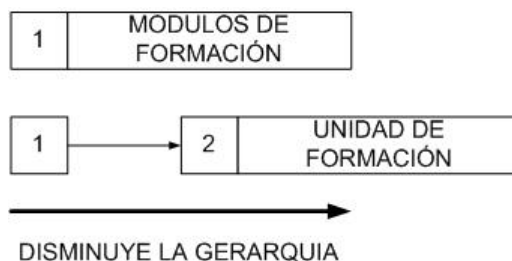 1 MODULOS DE
FORMACIÓN
1 2 UNIDAD DE
FORMACIÓN
DISMINUYE LA GERARQUIA